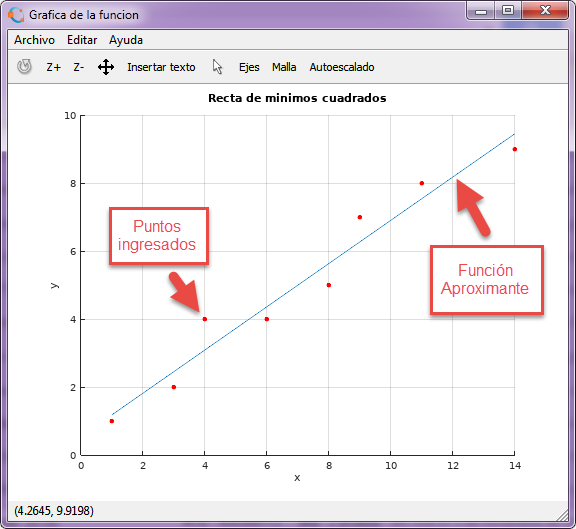 Grafica de la funcion
Archivo Editar Ayuda
Z+ Z- Insertar texto Ejes Malla Autoescalado
Recta de minimos cuadrados
10
8
6
4
2
0
y
Puntos
ingresados
Función
Aproximante
0 2 4 6 8 10 12 14
x
(4.2645, 9.9198)